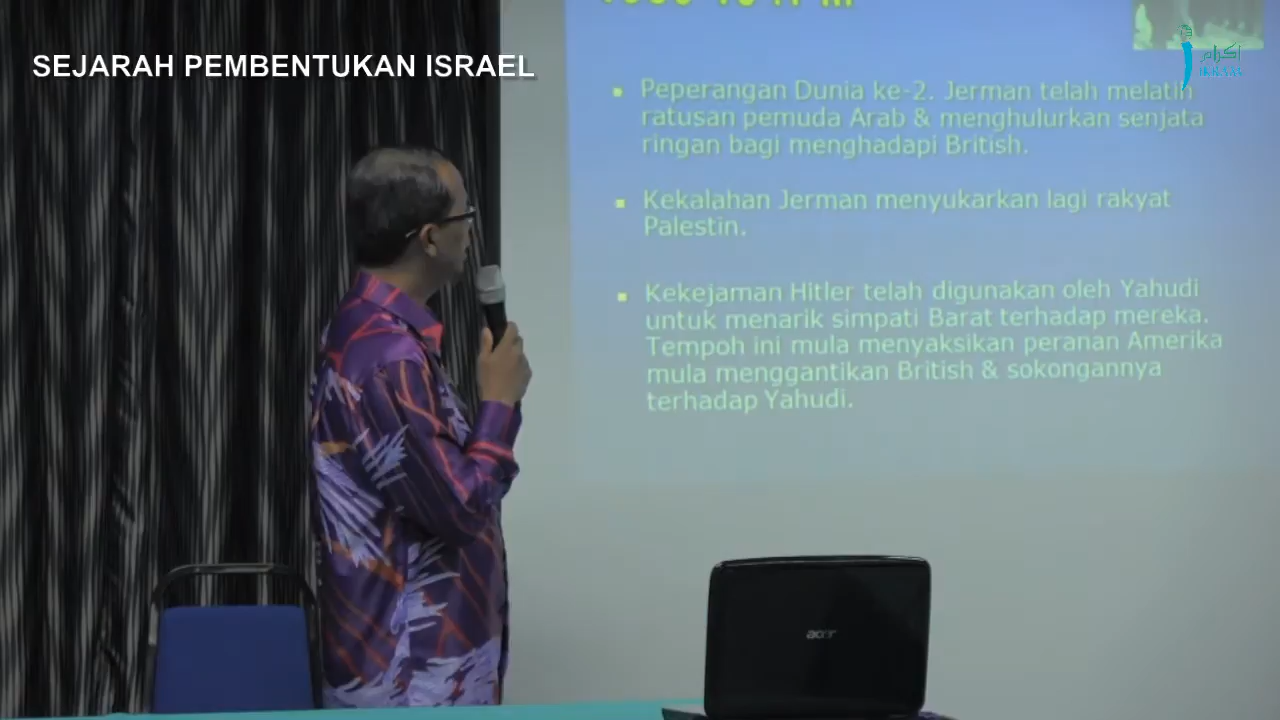 SEJARAH PEMBENTUKAN ISRAEL
اكرام
IKRAM
Peperangan Dunia ke-2. Jerman telah melatih
ratusan pemuda Arab & menghulurkan senjata
ringan bagi menghadapi British.
Kekalahan Jerman menyukarkan lagi rakyat
Palestin.
Kekejaman Hitler telah digunakan oleh Yahudi
untuk menarik simpati Barat terhadap mereka.
Tempoh ini mula menyaksikan peranan Amerika
mula menggantikan British & sokongannya
terhadap Yahudi.
acer